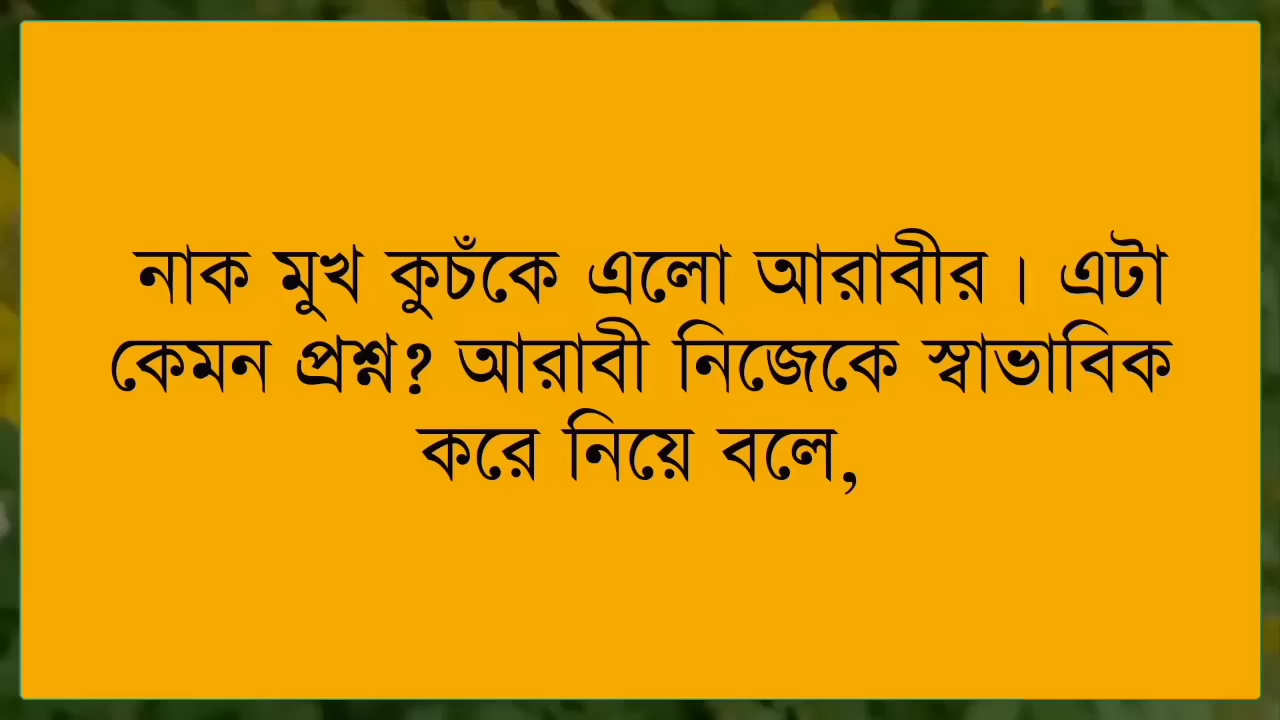 নাক মুখ কুচঁকে এলো আরাবীর। এটা
কেমন প্রশ্ন? আরাবী নিজেকে স্বাভাবিক
করে নিয়ে বলে,